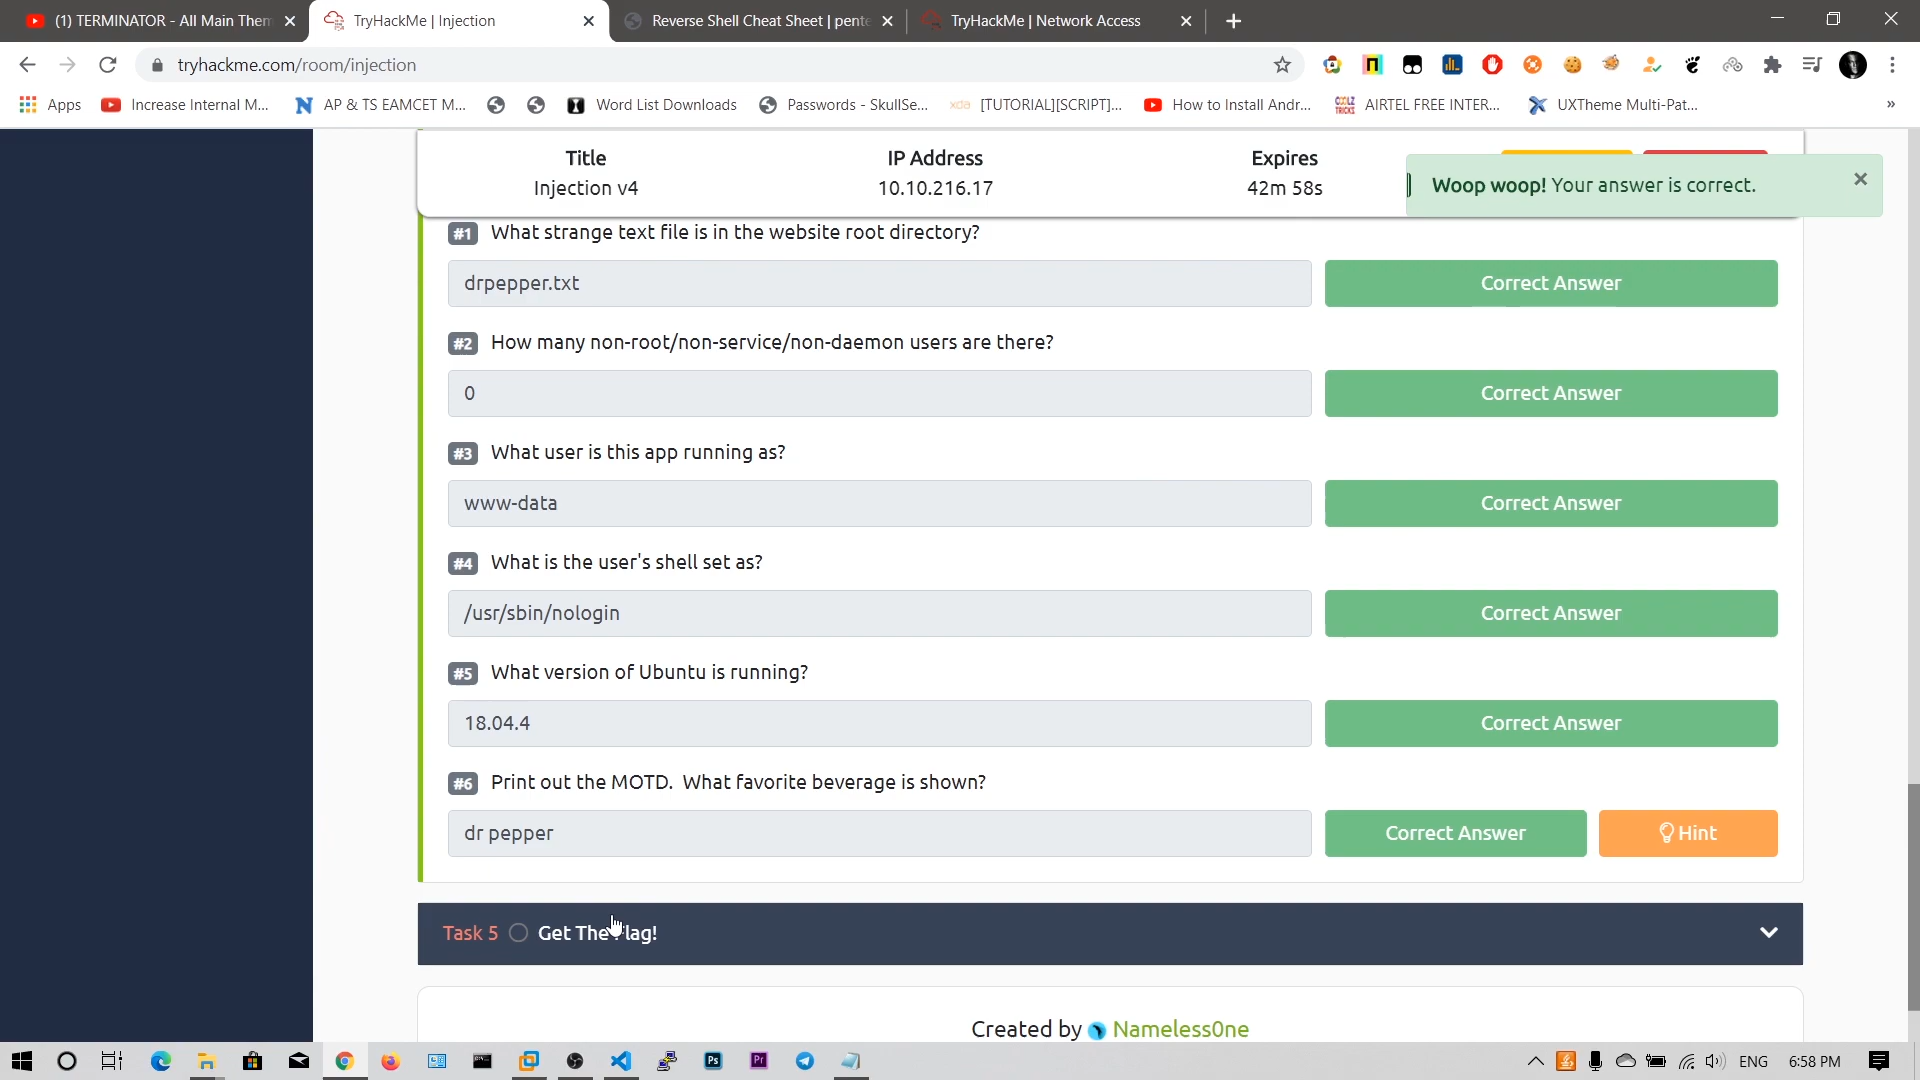 (1) TERMINATOR - All Main Them
TryHackMe | Injection
Reverse Shell Cheat Sheet | pente
TryHackMe | Network Access
tryhackme.com/room/injection
Apps
Increase Internal M...
AP & TS EAMCET M...
Word List Downloads
Passwords - SkullSe...
[TUTORIAL][SCRIPT]...
How to Install Andr...
AIRTEL FREE INTER...
UXTheme Multi-Pat...
»
Title
IP Address
Expires
Injection v4
10.10.216.17
42m 58s
Woop woop! Your answer is correct.
#1 What strange text file is in the website root directory?
drpepper.txt
Correct Answer
#2 How many non-root/non-service/non-daemon users are there?
0
Correct Answer
#3 What user is this app running as?
www-data
Correct Answer
#4 What is the user's shell set as?
/usr/sbin/nologin
Correct Answer
#5 What version of Ubuntu is running?
18.04.4
Correct Answer
#6 Print out the MOTD.  What favorite beverage is shown?
dr pepper
Correct Answer
Hint
Task 5 Get The Flag!
Created by Nameless0ne
ENG
6:58 PM